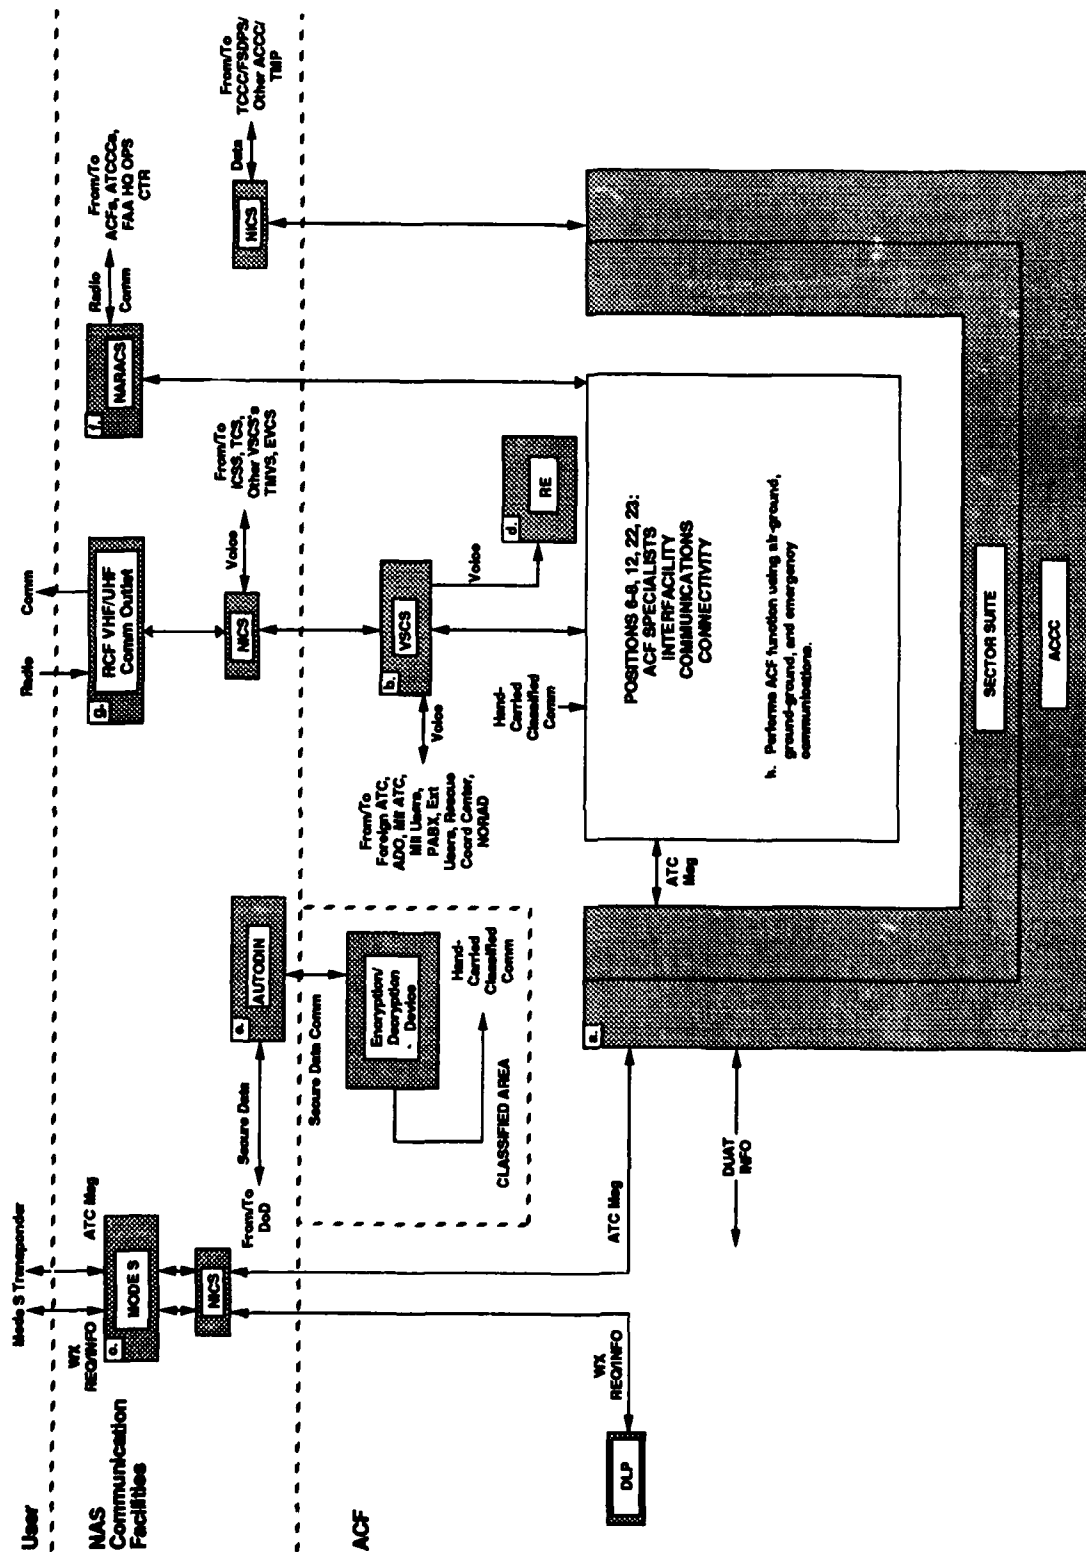 User
Mode S Transponder
Radio
Comm
NAS
Communication
Facilities
WX
REQ/INFO
ATC Msg
c.
MODE S
NICS
From/To
DoD
Secure Data
e.
AUTODIN
g.
RCF VHF/UHF
Comm Outlet
NICS
Voice
From/To
ICSS, TCS,
Other VSCS's
TMVS, EVCS
f.
NARACS
Radio
Comm
From/To
ACFs, ATCCCs,
FAA HQ OPS
CTR
NICS
Data
From/To
TCCC/FSDPS/
Other ACCC/
TMP
ACF
Secure Data Comm
Encryption/
Decryption
- Device
Hand-
Carried
Classified
Comm
CLASSIFIED AREA
From/To
Foreign ATC,
ADO, Mil ATC,
Mil Users,
PABX, Ext
Users, Rescue
Coord Center,
NORAD
Voice
b.
VSCS
Voice
d.
RE
Hand-
Carried
Classified
Comm
DLP
WX
REQ/INFO
ATC Msg
DUAT
INFO
a.
ATC
Msg
POSITIONS 6-8, 12, 22, 23:
ACF SPECIALISTS
INTERFACILITY
COMMUNICATIONS
CONNECTIVITY
h. Performs ACF function using air-ground,
ground-ground, and emergency
communications.
SECTOR SUITE
ACCC